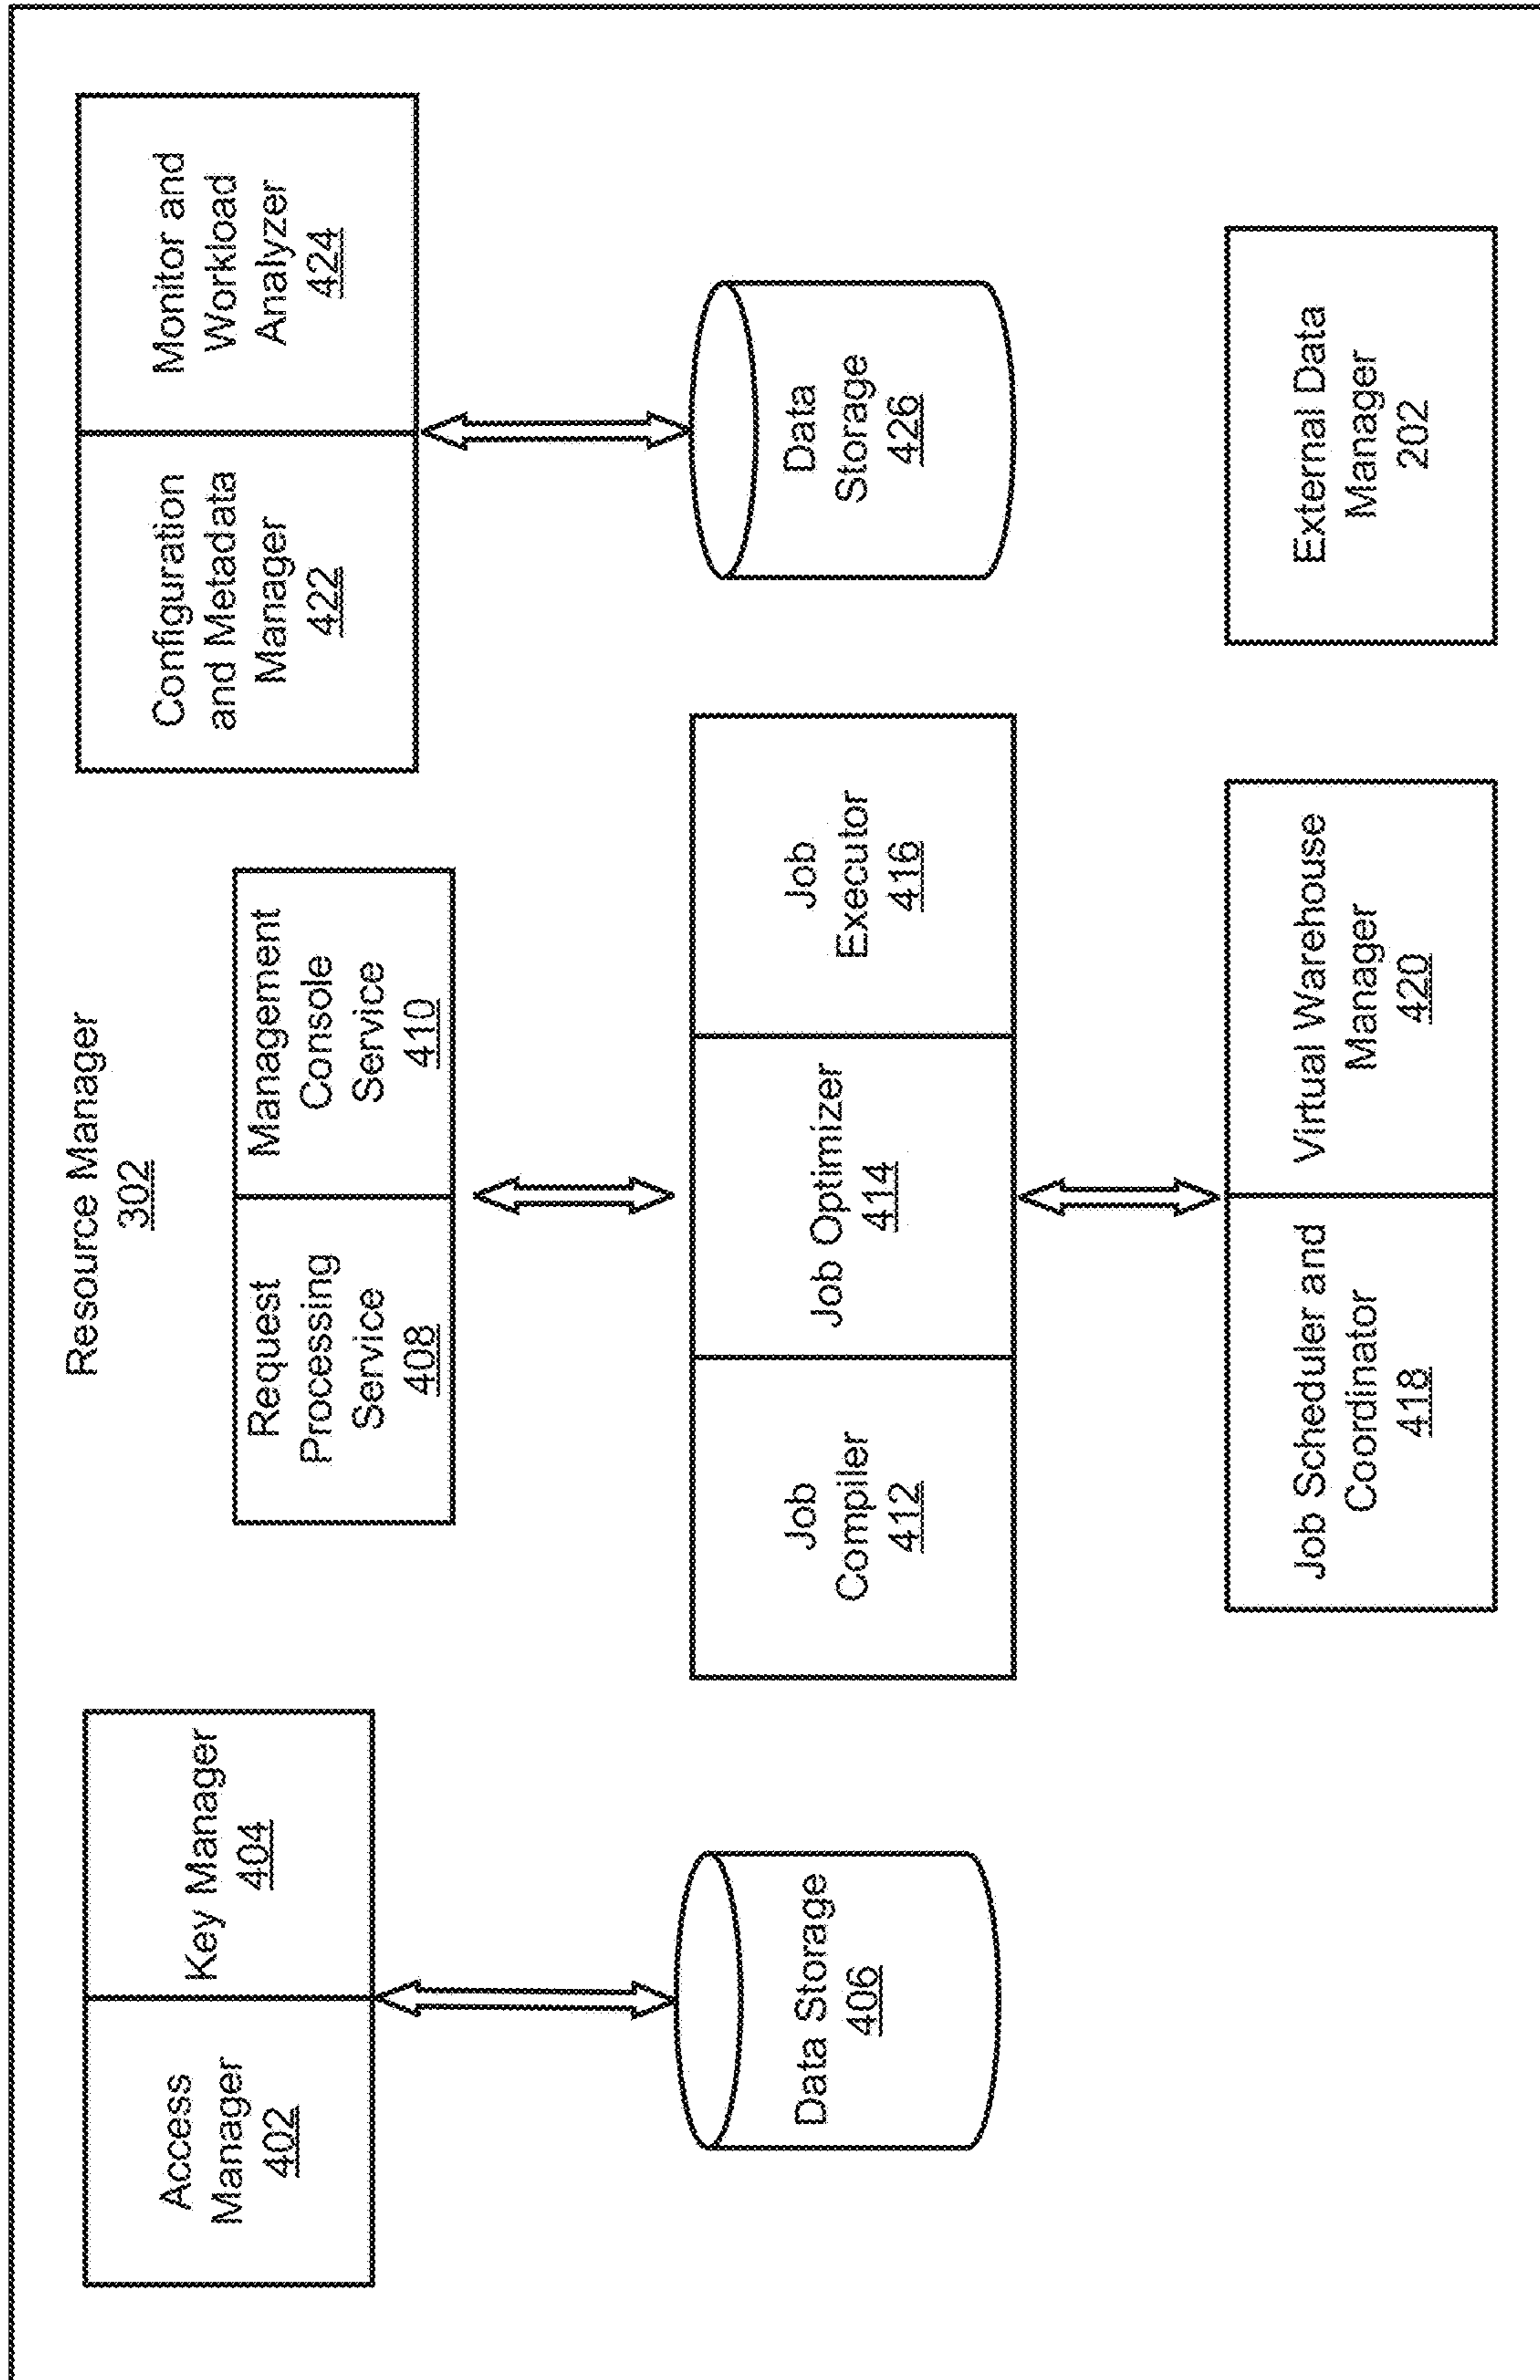 Resource Manager
302
Access
Manager
402
Key Manager
404
Data Storage
406
Request
Processing
Service
408
Management
Console
Service
410
Job
Compiler
412
Job Optimizer
414
Job
Executor
416
Job Scheduler and
Coordinator
418
Virtual Warehouse
Manager
420
Configuration
and Metadata
Manager
422
Monitor and
Workload
Analyzer
424
Data
Storage
426
External Data
Manager
202